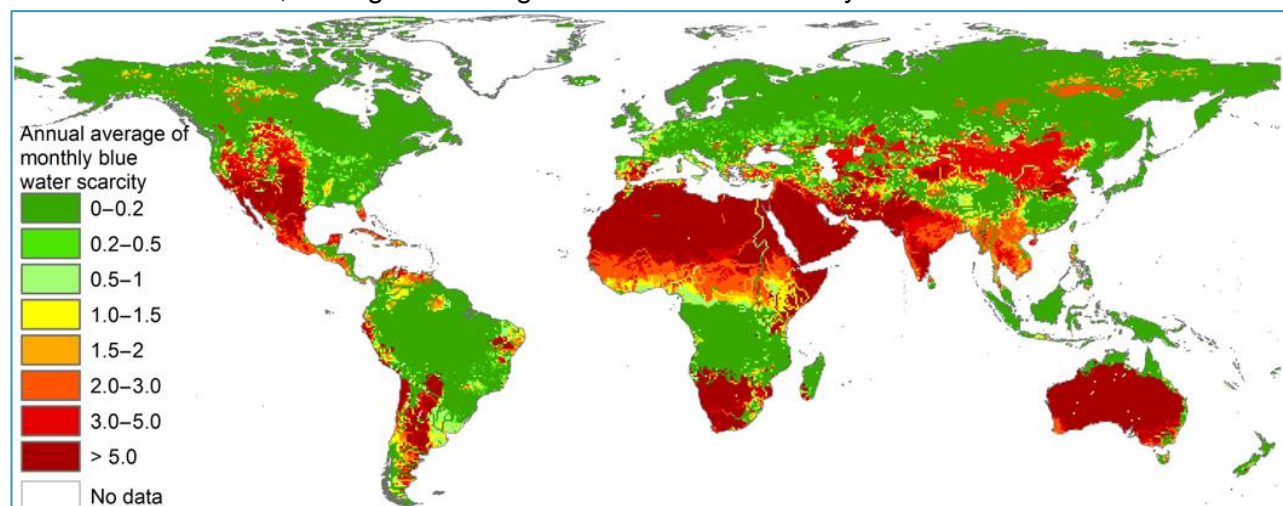 Annual average of
monthly blue
water scarcity
0–0.2
0.2–0.5
0.5–1
1.0–1.5
1.5–2
2.0–3.0
3.0–5.0
> 5.0
No data